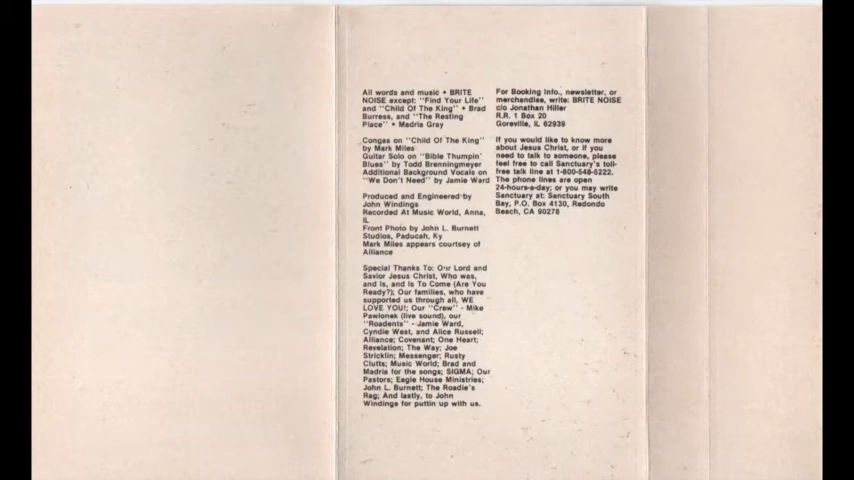 All words and music • BRITE
NOISE except: "Find Your Life"
and "Child Of The King" • Brad
Burress, and "The Resting
Place" • Madria Gray
Congas on "Child Of The King"
by Mark Miles
Guitar Solo on "Bible Thumpin'
Blues" by Todd Brenningmeyer
Additional Background Vocals on
"We Don't Need" by Jamie Ward
Produced and Engineered by
John Windings
Recorded At Music World, Anna,
IL
Front Photo by John L. Burnett
Studios, Paducah, Ky
Mark Miles appears courtsey of
Alliance
Special Thanks To: Our Lord and
Savior Jesus Christ, Who was,
and is, and is To Come (Are You
Ready?); Our families, who have
supported us through all, WE
LOVE YOU!; Our "Crew" - Mike
Pawlonek (live sound), our
"Roadents" - Jamie Ward,
Cyndie West, and Alice Russell;
Alliance; Covenant; One Heart;
Revelation; The Way; Joe
Stricklin; Messenger; Rusty
Clutts; Music World; Brad and
Madria for the songs; SIGMA; Our
Pastors; Eagle House Ministries;
John L. Burnett; The Roadie's
Rag; And lastly, to John
Windings for puttin up with us.
For Booking Info., newsletter, or
merchandise, write: BRITE NOISE
c/o Jonathan Hiller
R.R. 1 Box 20
Goreville, IL 62939
If you would like to know more
about Jesus Christ, or if you
need to talk to someone, please
feel free to call Sanctuary's toll-
free talk line at 1-800-548-5222.
The phone lines are open
24-hours-a-day; or you may write
Sanctuary at: Sanctuary South
Bay, P.O. Box 4130, Redondo
Beach, CA 90278